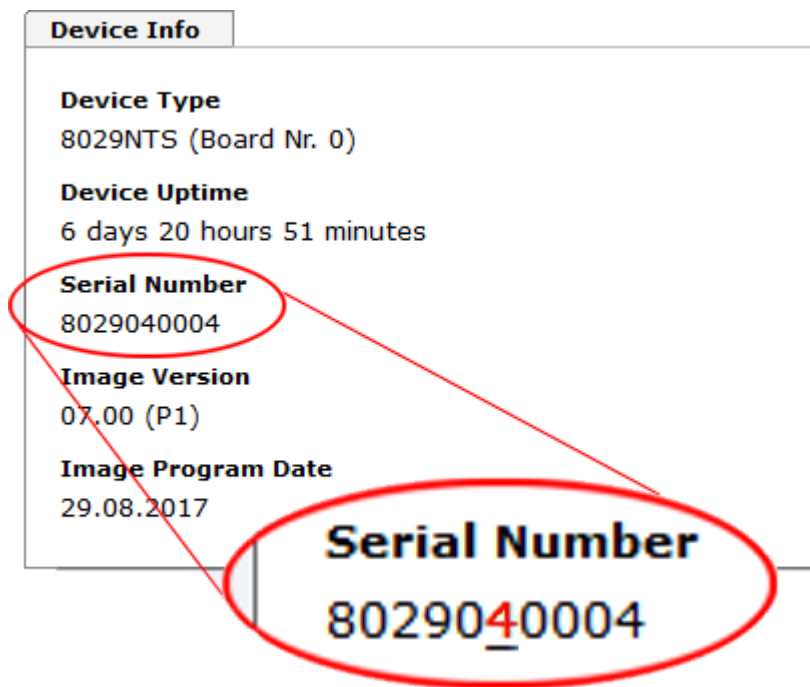 Device Info
Device Type
8029NTS (Board Nr. 0)
Device Uptime
6 days 20 hours 51 minutes
Serial Number
8029040004
Image Version
07.00 (P1)
Image Program Date
29.08.2017
Serial Number
8029040004